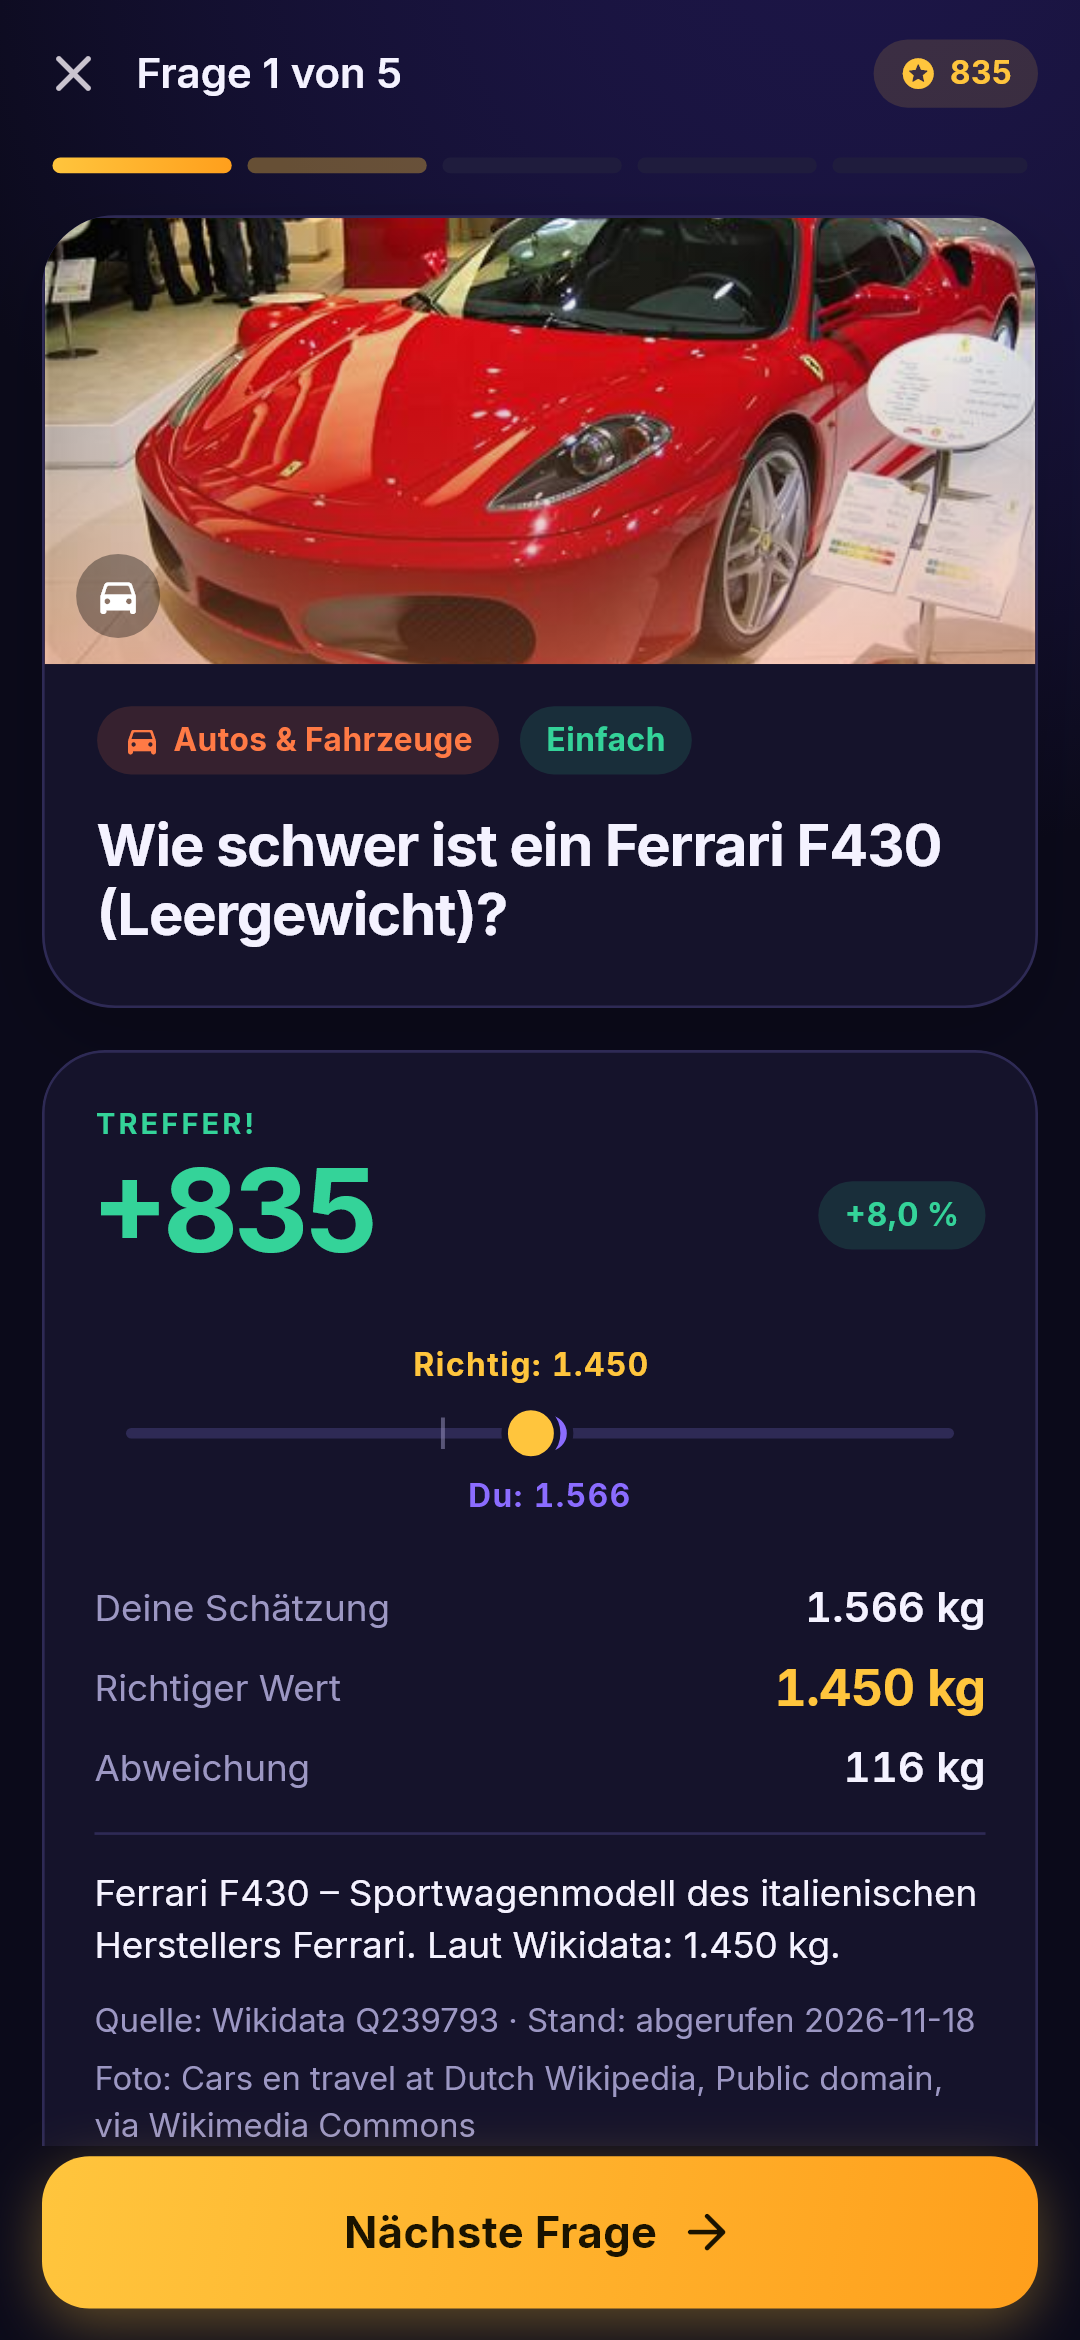 Frage 1 von 5
835
Autos & Fahrzeuge
Einfach
Wie schwer ist ein Ferrari F430
(Leergewicht)?
TREFFER!
+835
+8,0 %
Richtig: 1.450
Du: 1.566
Deine Schätzung
1.566 kg
Richtiger Wert
1.450 kg
Abweichung
116 kg
Ferrari F430 – Sportwagenmodell des italienischen
Herstellers Ferrari. Laut Wikidata: 1.450 kg.
Quelle: Wikidata Q239793 · Stand: abgerufen 2026-11-18
Foto: Cars en travel at Dutch Wikipedia, Public domain,
via Wikimedia Commons
Nächste Frage